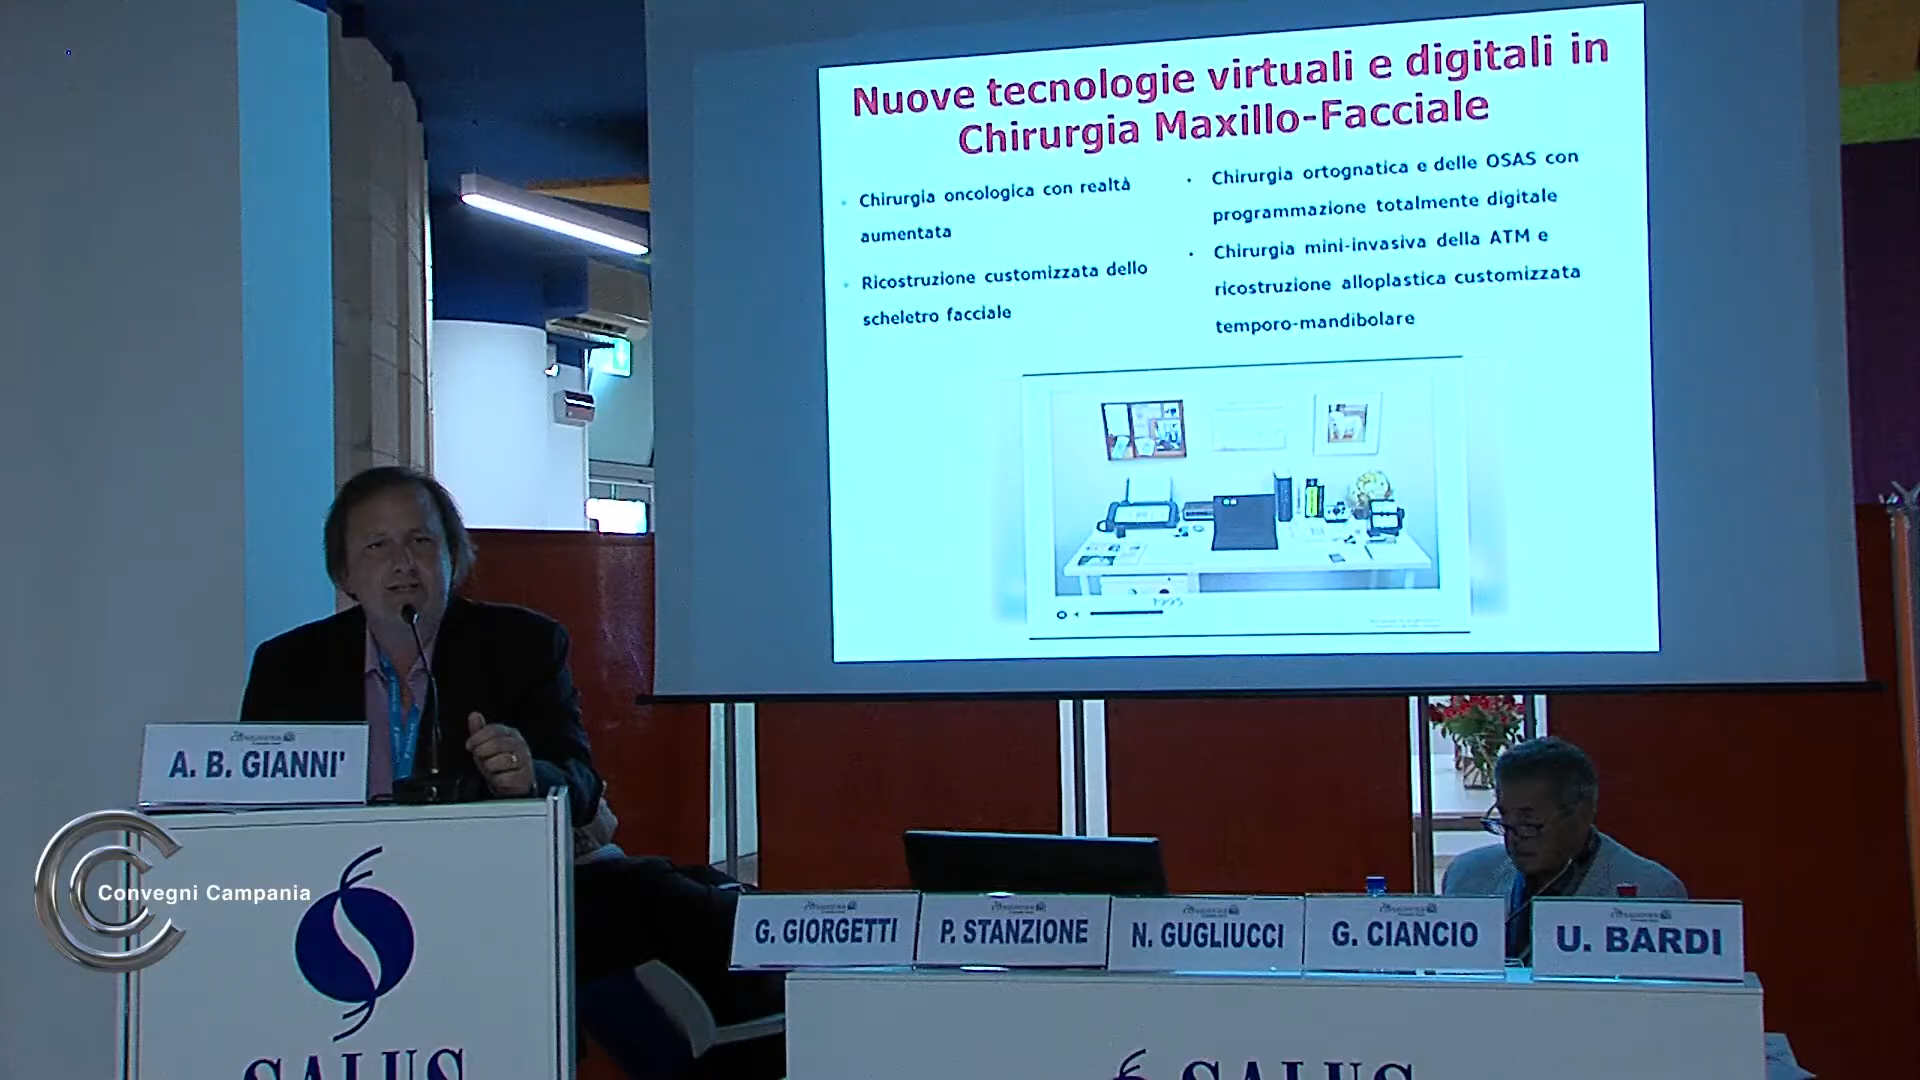 Nuove tecnologie virtuali e digitali in
Chirurgia Maxillo-Facciale
• Chirurgia oncologica con realtà
aumentata
• Ricostruzione customizzata dello
scheletro facciale
• Chirurgia ortognatica e delle OSAS con
programmazione totalmente digitale
• Chirurgia mini-invasiva della ATM e
ricostruzione alloplastica customizzata
temporo-mandibolare
1995
A. B. GIANNI'
Convegni Campania
SALUS
G. GIORGETTI
P. STANZIONE
N. GUGLIUCCI
G. CIANCIO
U. BARDI
SALUS